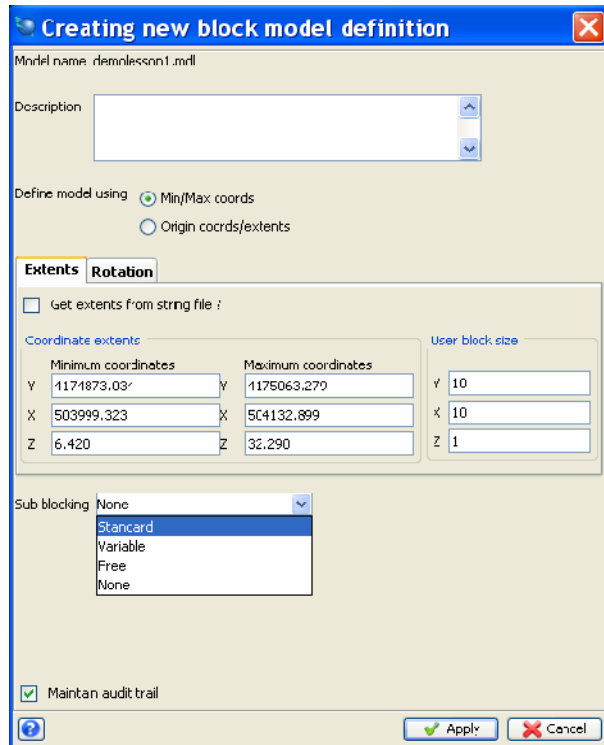 Creating new block model definition
Model name demolesson1.mdl
Description
Define model using Min/Max coords
Origin coords/extents
Extents Rotation
Get extents from string file ?
Coordinate extents User block size
Minimum coordinates Maximum coordinates
Y 4174873.034 Y 4175063.279 Y 10
X 503999.323 X 504132.899 X 10
Z 6.420 Z 32.290 Z 1
Sub blocking None
Standard
Variable
Free
None
Maintan audit trail
Apply Cancel